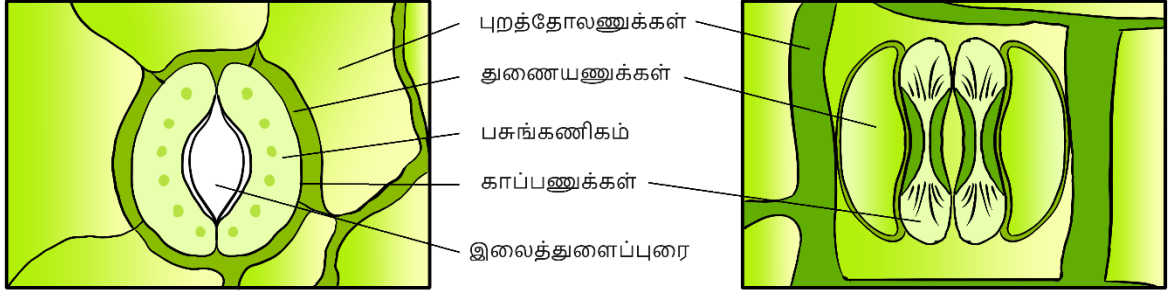 புறத்தோலணுக்கள்
துணையணுக்கள்
பசுங்கணிகம்
காப்பணுக்கள்
இலைத்துளைப்புரை